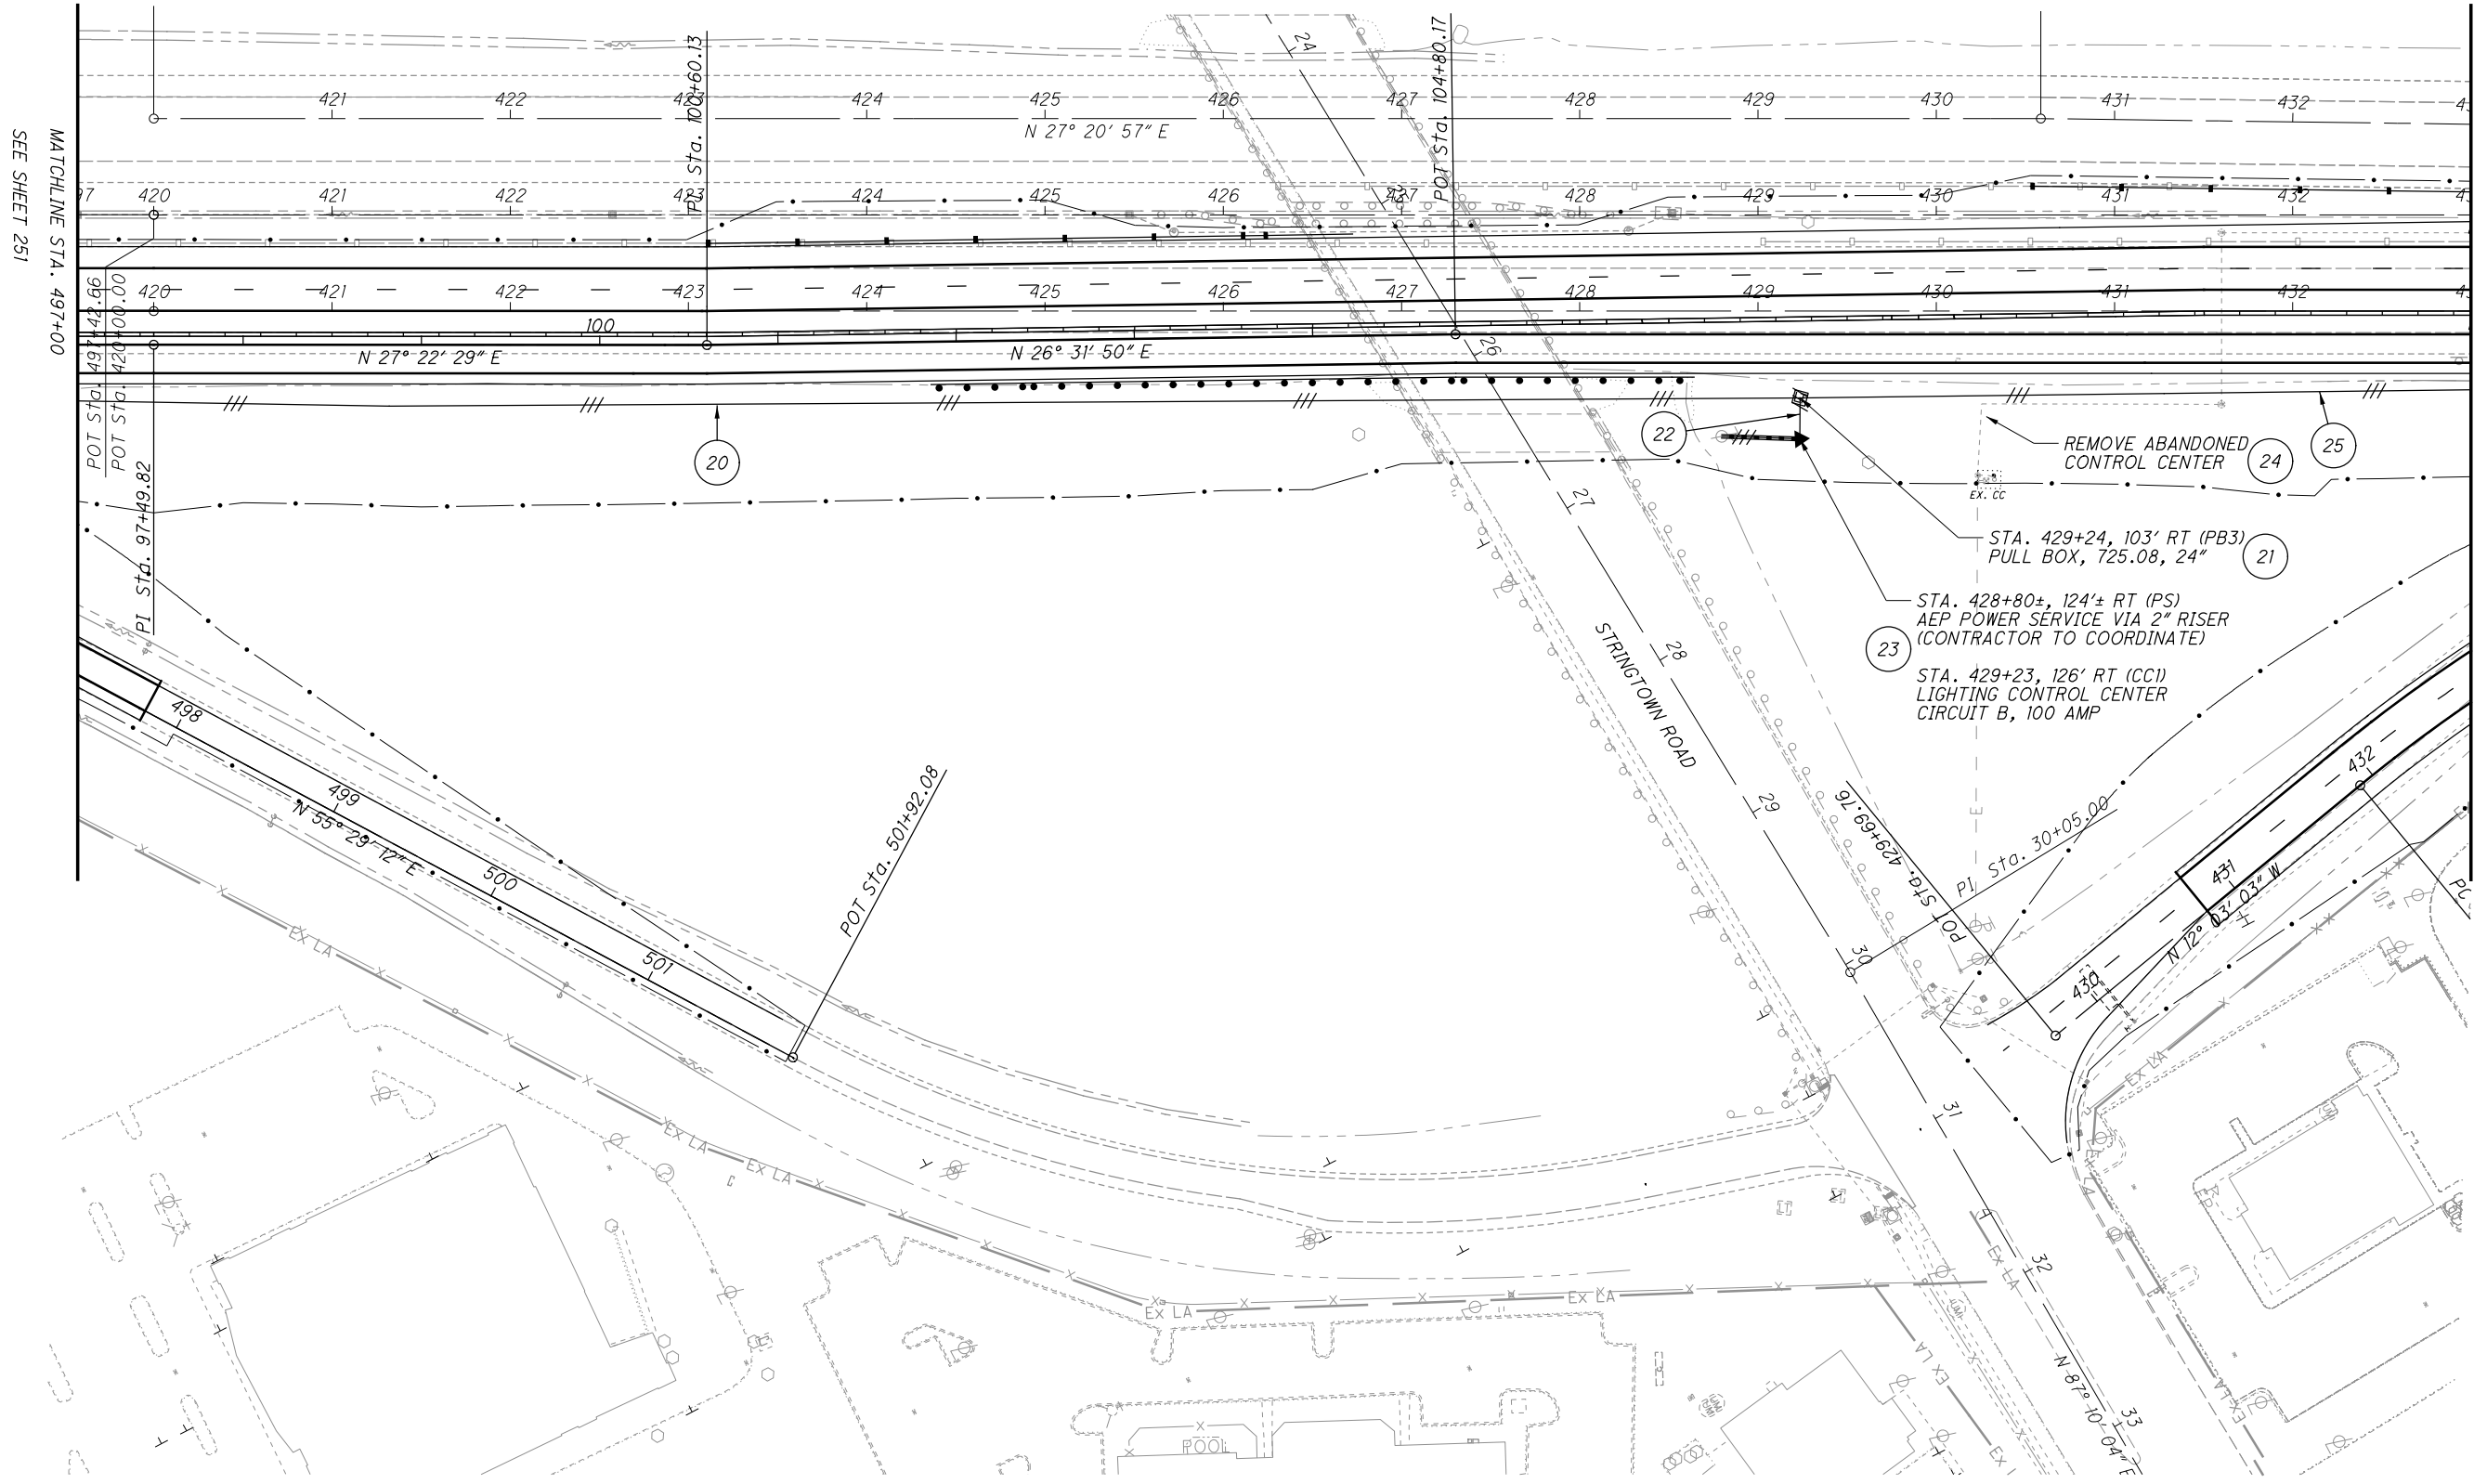 MATCHLINE STA. 497+00
SEE SHEET 251
24
421 422 423 424 425 426 427 428 429 430 431 432
N 27° 20' 57" E
PI Sta. 100+60.13
POT Sta. 104+80.17
97 420 421 422 423 424 425 426 427 428 429 430 431 432
420 421 422 423 424 425 426 427 428 429 430 431 432
POT Sta. 497+42.66
POT Sta. 420+00.00
100
N 27° 22' 29" E
N 26° 31' 50" E
26
PI Sta. 97+49.82
20
22
REMOVE ABANDONED
CONTROL CENTER
24
25
EX. CC
27
STA. 429+24, 103' RT (PB3)
PULL BOX, 725.08, 24"
21
STA. 428+80±, 124'± RT (PS)
AEP POWER SERVICE VIA 2" RISER
(CONTRACTOR TO COORDINATE)
23
STA. 429+23, 126' RT (CC1)
LIGHTING CONTROL CENTER
CIRCUIT B, 100 AMP
28
STRINGTOWN ROAD
498
499
N 55° 29' 12" E
500
501
POT Sta. 501+92.08
29
POT Sta. 429+69.76
PI Sta. 30+05.00
E
432
431
N 12° 03' 03" W
430
30
31
EX LA
EX LA
EX LA
EX LA
EX LA
EX LA
EX LA
EX LA
EX LA
EX LA
32
33
N 87° 10' 04" E
POOL